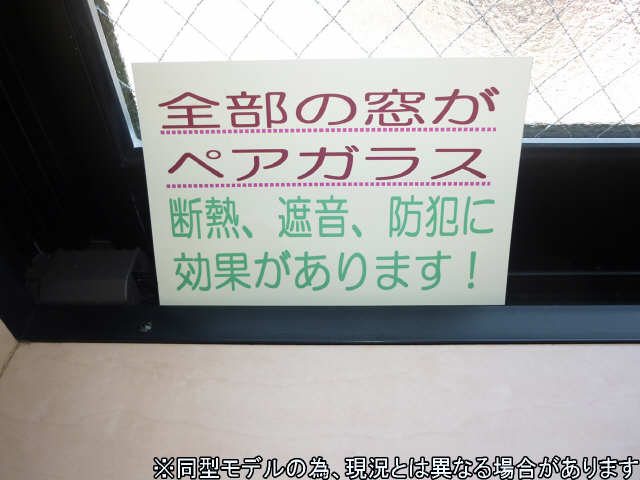 全部の窓が
ペアガラス
断熱、遮音、防犯に
効果があります！
※同型モデルの為、現況とは異なる場合があります